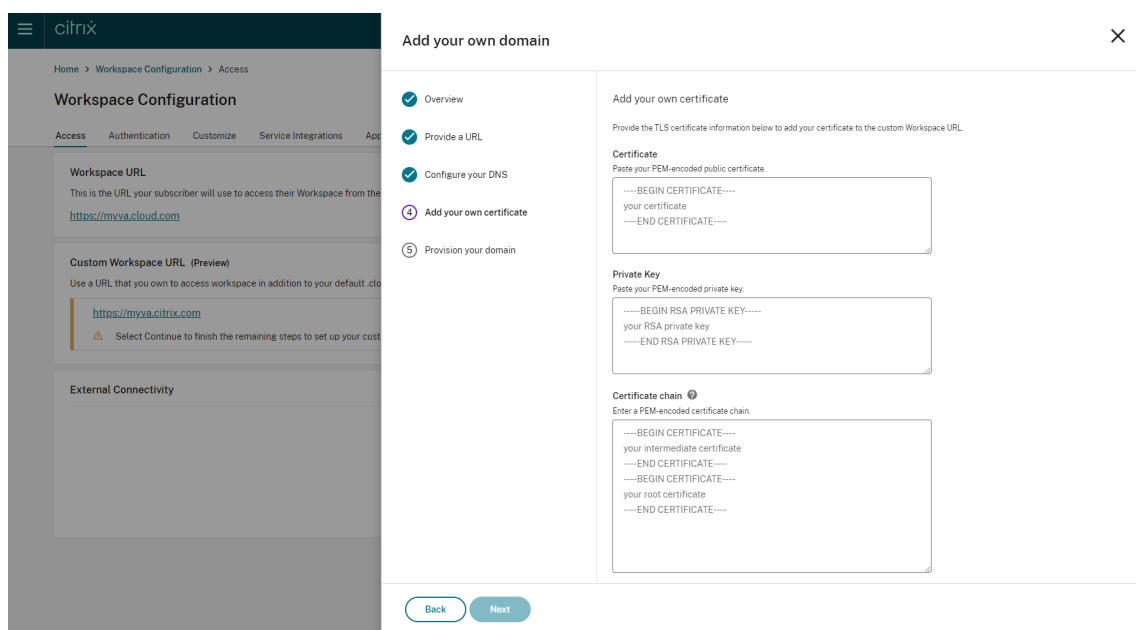 citrix
Home > Workspace Configuration > Access
Workspace Configuration
Access Authentication Customize Service Integrations App
Workspace URL
This is the URL your subscriber will use to access their Workspace from the
https://myva.cloud.com
Custom Workspace URL (Preview)
Use a URL that you own to access workspace in addition to your default .clo
https://myva.citrix.com
Select Continue to finish the remaining steps to set up your cust
External Connectivity
Add your own domain
Overview
Provide a URL
Configure your DNS
4 Add your own certificate
5 Provision your domain
Add your own certificate
Provide the TLS certificate information below to add your certificate to the custom Workspace URL.
Certificate
Paste your PEM-encoded public certificate.
----BEGIN CERTIFICATE----
your certificate
----END CERTIFICATE----
Private Key
Paste your PEM-encoded private key.
-----BEGIN RSA PRIVATE KEY-----
your RSA private key
-----END RSA PRIVATE KEY-----
Certificate chain ?
Enter a PEM-encoded certificate chain.
----BEGIN CERTIFICATE----
your intermediate certificate
----END CERTIFICATE----
----BEGIN CERTIFICATE----
your root certificate
----END CERTIFICATE----
Back Next